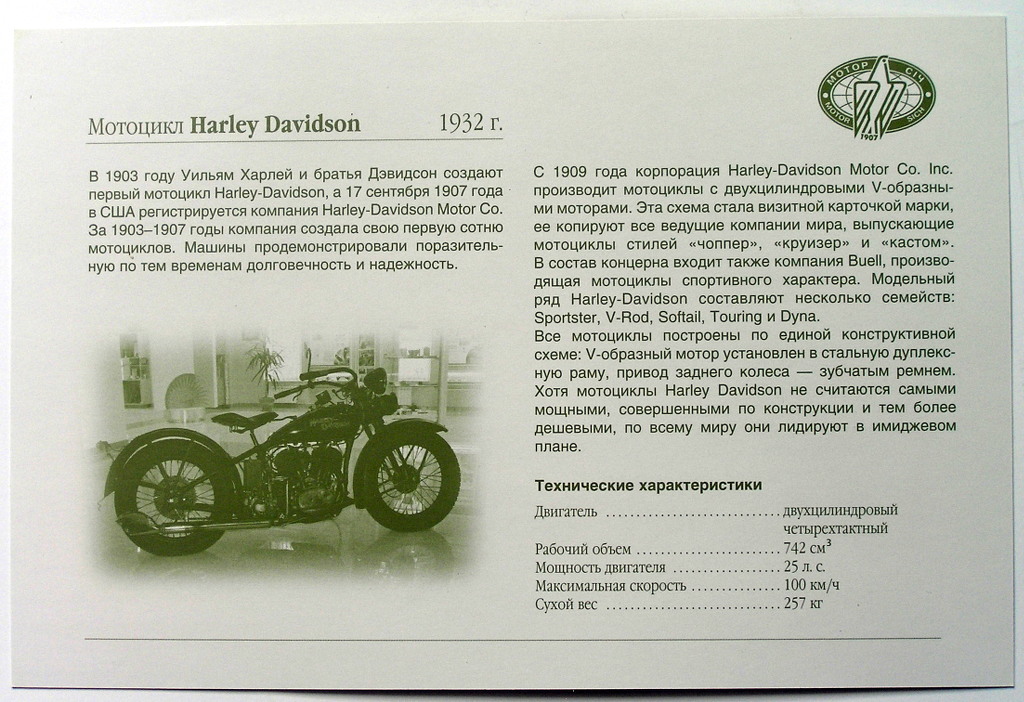 Мотоцикл Harley Davidson 1932 г.
В 1903 году Уильям Харлей и братья Дэвидсон создают
первый мотоцикл Harley-Davidson, а 17 сентября 1907 года
в США регистрируется компания Harley-Davidson Motor Co.
За 1903–1907 годы компания создала свою первую сотню
мотоциклов. Машины продемонстрировали поразитель-
ную по тем временам долговечность и надежность.
МОТОР СІЧ
MOTOR SICH
1907
С 1909 года корпорация Harley-Davidson Motor Co. Inc.
производит мотоциклы с двухцилиндровыми V-образны-
ми моторами. Эта схема стала визитной карточкой марки,
ее копируют все ведущие компании мира, выпускающие
мотоциклы стилей «чоппер», «круизер» и «кастом».
В состав концерна входит также компания Buell, произво-
дящая мотоциклы спортивного характера. Модельный
ряд Harley-Davidson составляют несколько семейств:
Sportster, V-Rod, Softail, Touring и Dyna.
Все мотоциклы построены по единой конструктивной
схеме: V-образный мотор установлен в стальную дуплекс-
ную раму, привод заднего колеса — зубчатым ремнем.
Хотя мотоциклы Harley Davidson не считаются самыми
мощными, совершенными по конструкции и тем более
дешевыми, по всему миру они лидируют в имиджевом
плане.
Технические характеристики
Двигатель ............................ двухцилиндровый
четырехтактный
Рабочий объем ....................... 742 см³
Мощность двигателя ................. 25 л. с.
Максимальная скорость .............. 100 км/ч
Сухой вес ............................ 257 кг